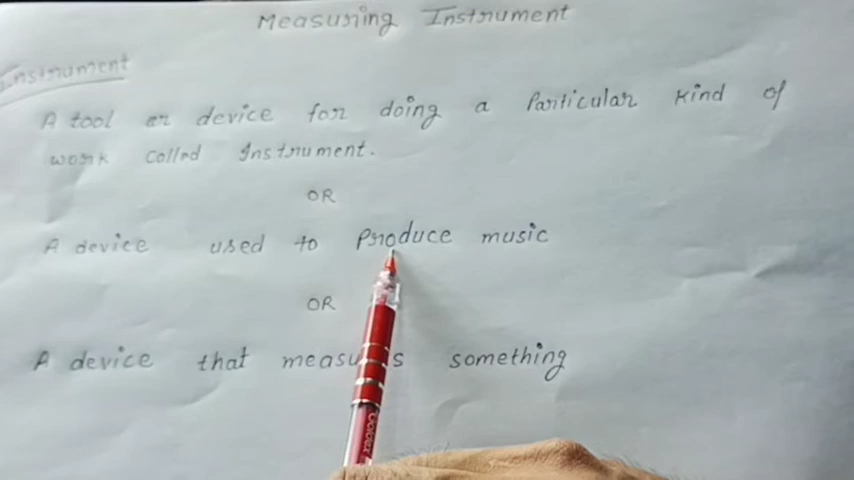 Measuring Instrument
Instrument
A tool or device for doing a Particular kind of
work called Instrument.
OR
A device used to Produce music
OR
A device that something